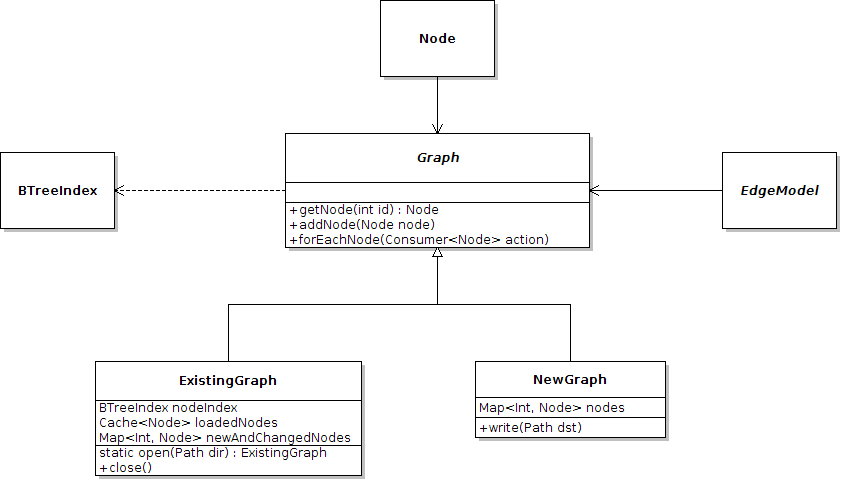 Node
Graph
+getNode(int id) : Node
+addNode(Node node)
+forEachNode(Consumer<Node> action)
BTreeIndex
EdgeModel
ExistingGraph
BTreeIndex nodeIndex
Cache<Node> loadedNodes
Map<Int, Node> newAndChangedNodes
static open(Path dir) : ExistingGraph
+close()
NewGraph
Map<Int, Node> nodes
+write(Path dst)